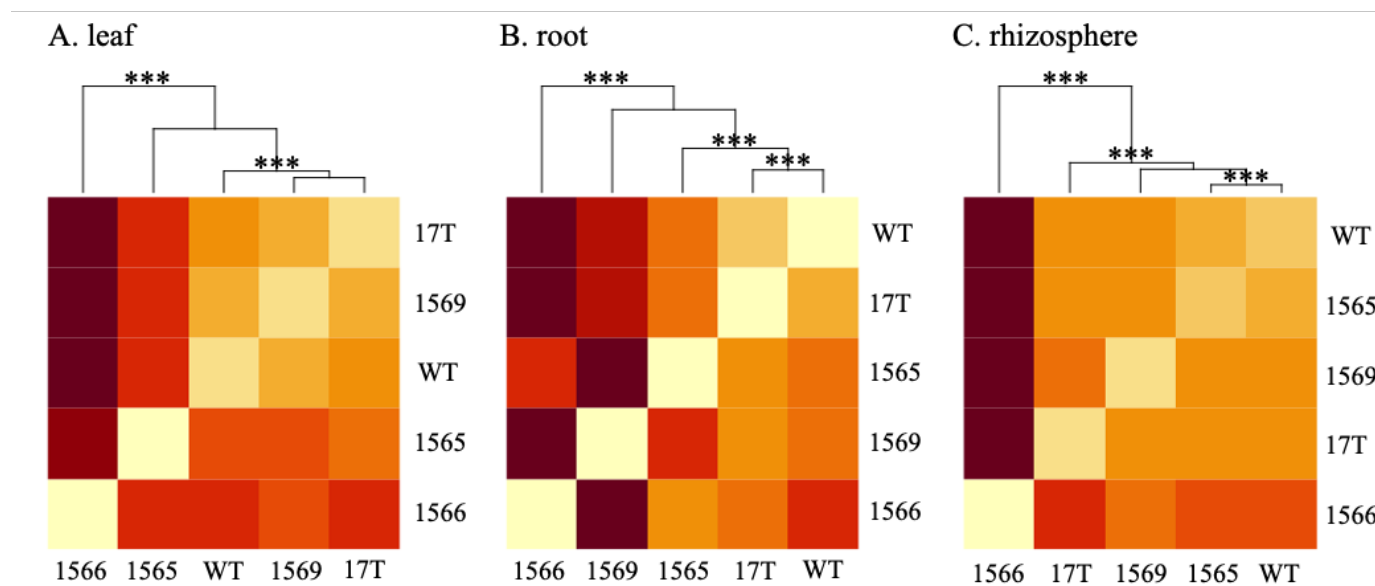 A. leaf
B. root
C. rhizosphere
***
***
***
***
***
***
***
***
17T
1569
WT
1565
1566
1566 1565 WT 1569 17T
WT
17T
1565
1569
1566
1566 1569 1565 17T WT
WT
1565
1569
17T
1566
1566 17T 1569 1565 WT